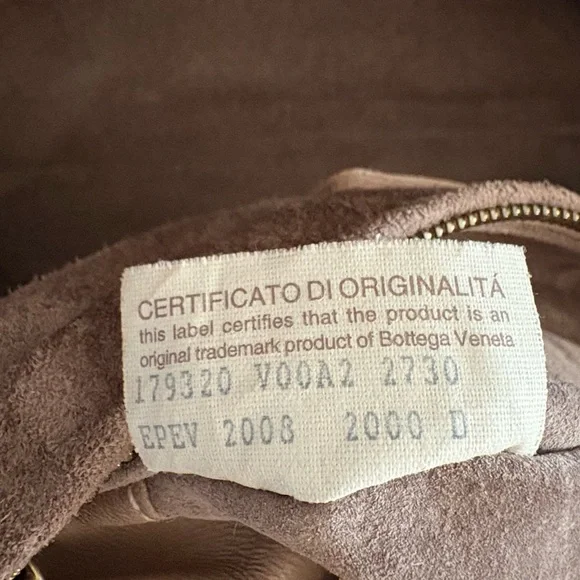 CERTIFICATO DI ORIGINALITÁ
this label certifies that the product is an
original trademark product of Bottega Veneta
179320 V00A2 2730
EPEV 2008 2000 D